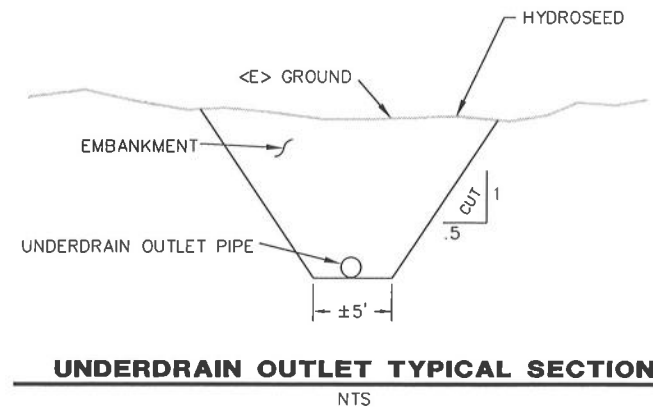 HYDROSEED
<E> GROUND
EMBANKMENT
CUT
1
.5
UNDERDRAIN OUTLET PIPE
±5'
UNDERDRAIN OUTLET TYPICAL SECTION
NTS